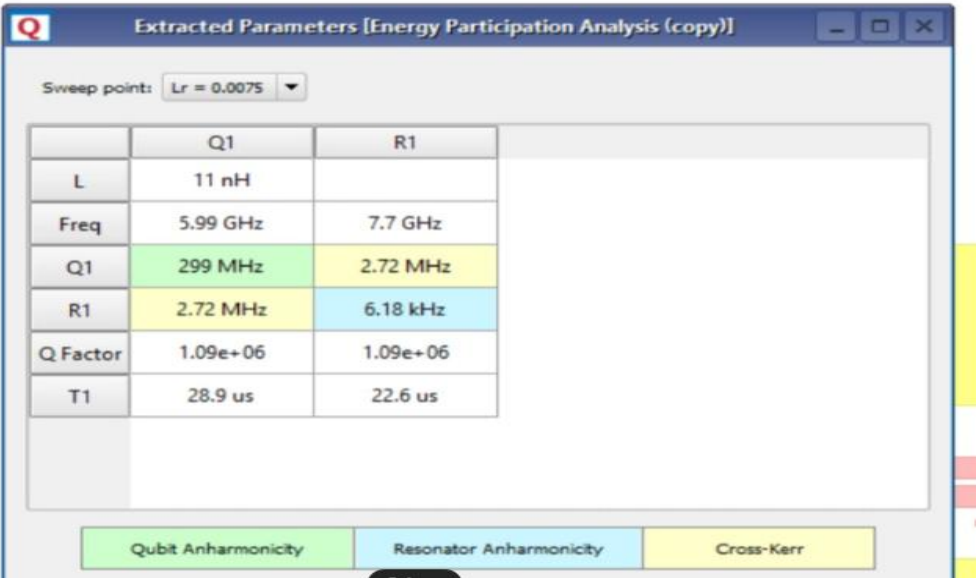 Q Extracted Parameters [Energy Participation Analysis (copy)]
Sweep point: Lr = 0.0075
Q1 R1
L 11 nH
Freq 5.99 GHz 7.7 GHz
Q1 299 MHz 2.72 MHz
R1 2.72 MHz 6.18 kHz
Q Factor 1.09e+06 1.09e+06
T1 28.9 us 22.6 us
Qubit Anharmonicity Resonator Anharmonicity Cross-Kerr